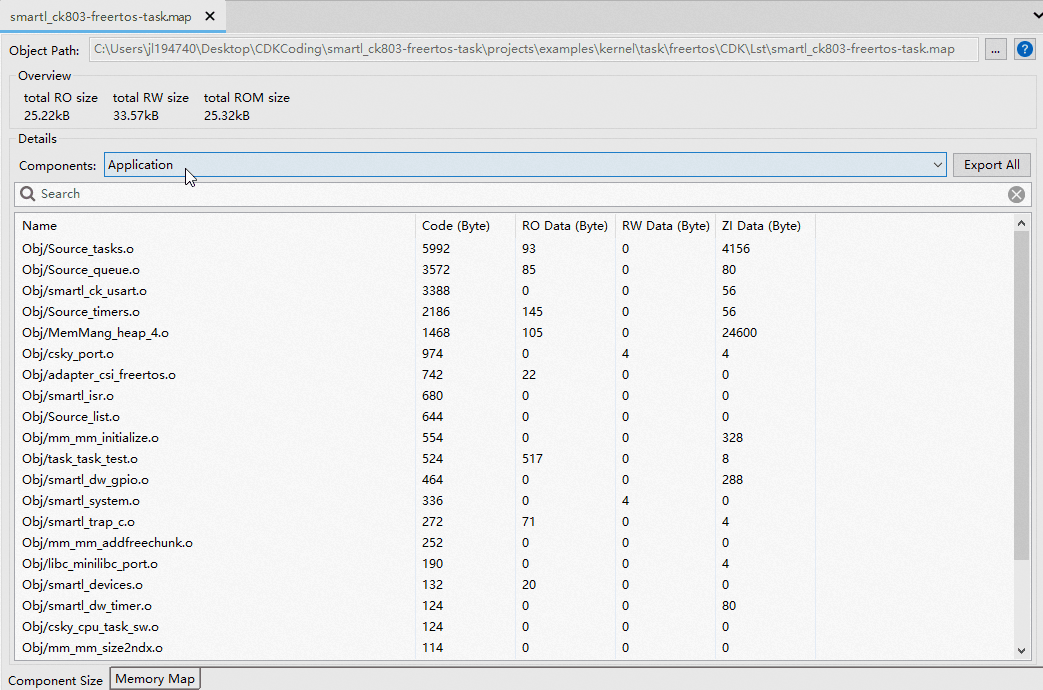 smartl_ck803-freertos-task.map
Object Path: C:\Users\jl194740\Desktop\CDKCoding\smartl_ck803-freertos-task\projects\examples\kernel\task\freertos\CDK\Lst\smartl_ck803-freertos-task.map ... ?
Overview
total RO size total RW size total ROM size
25.22kB 33.57kB 25.32kB
Details
Components: Application Export All
Search
Name Code (Byte) RO Data (Byte) RW Data (Byte) ZI Data (Byte)
Obj/Source_tasks.o 5992 93 0 4156
Obj/Source_queue.o 3572 85 0 80
Obj/smartl_ck_usart.o 3388 0 0 56
Obj/Source_timers.o 2186 145 0 56
Obj/MemMang_heap_4.o 1468 105 0 24600
Obj/csky_port.o 974 0 4 4
Obj/adapter_csi_freertos.o 742 22 0 0
Obj/smartl_isr.o 680 0 0 0
Obj/Source_list.o 644 0 0 0
Obj/mm_mm_initialize.o 554 0 0 328
Obj/task_task_test.o 524 517 0 8
Obj/smartl_dw_gpio.o 464 0 0 288
Obj/smartl_system.o 336 0 4 0
Obj/smartl_trap_c.o 272 71 0 4
Obj/mm_mm_addfreechunk.o 252 0 0 0
Obj/libc_minilibc_port.o 190 0 0 4
Obj/smartl_devices.o 132 20 0 0
Obj/smartl_dw_timer.o 124 0 0 80
Obj/csky_cpu_task_sw.o 124 0 0 0
Obj/mm_mm_size2ndx.o 114 0 0 0
Component Size Memory Map